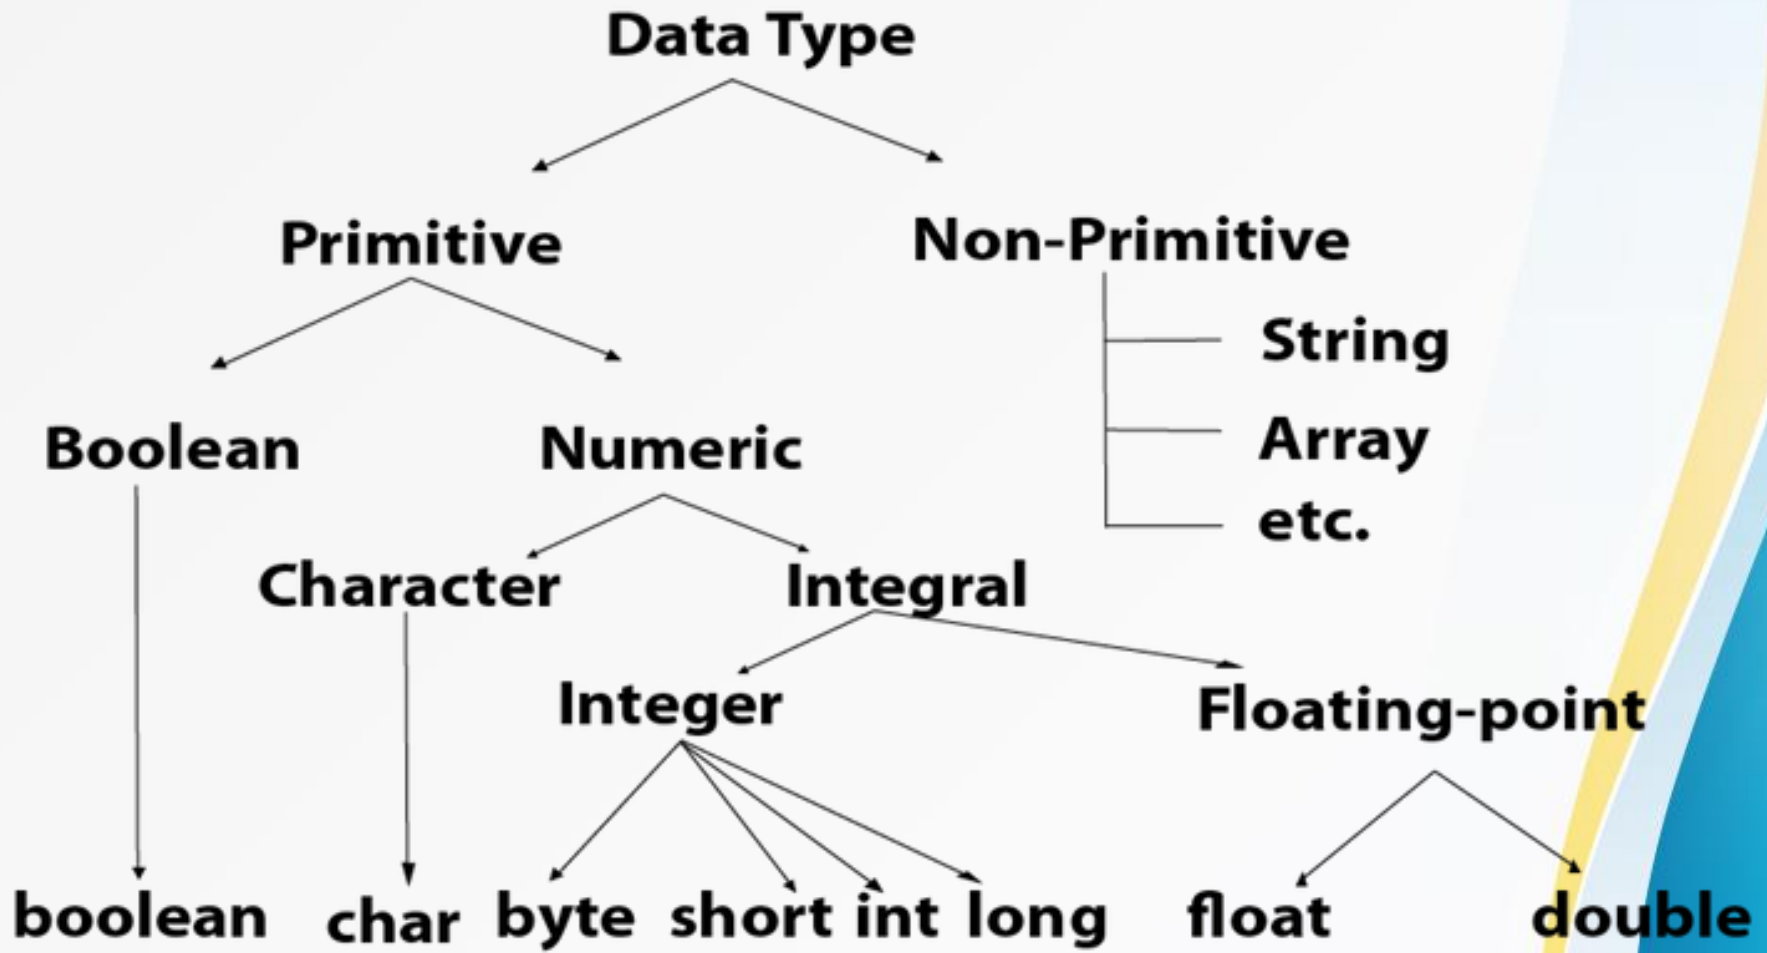 Data Type
Primitive
Non-Primitive
String
Array
etc.
Boolean
Numeric
Character
Integral
Integer
Floating-point
boolean
char
byte
short
int
long
float
double